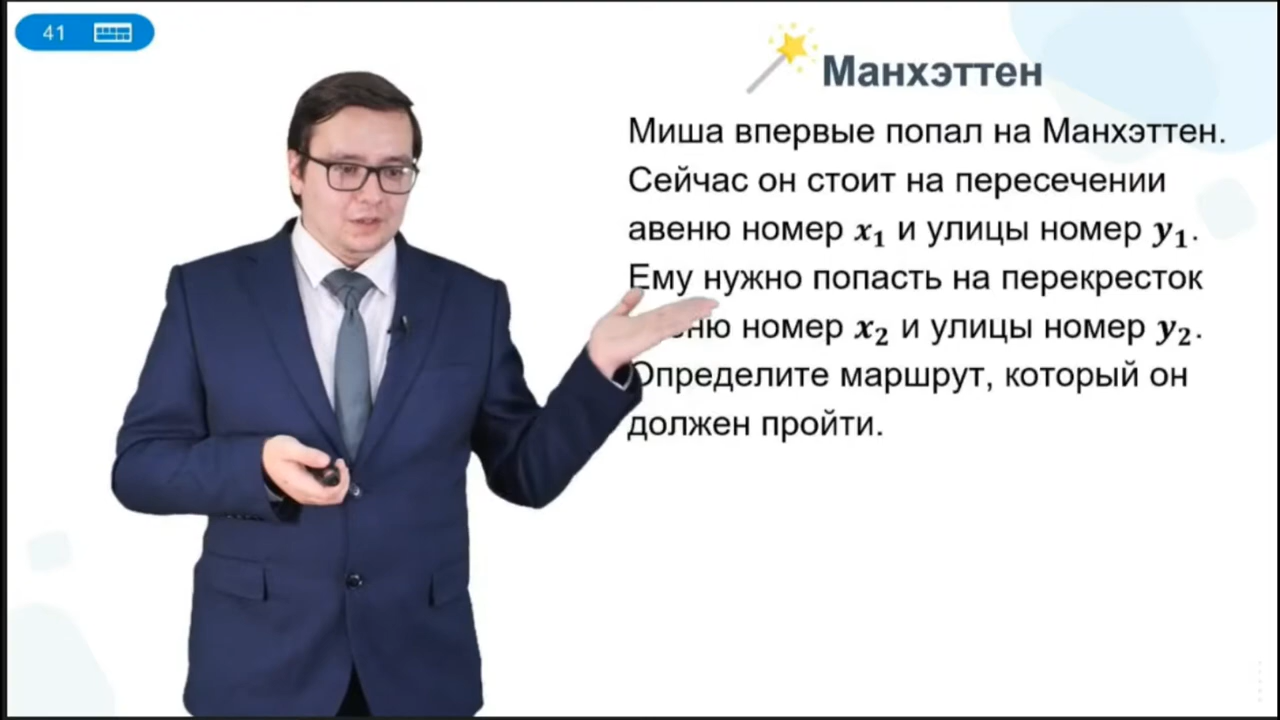 41
Манхэттен
Миша впервые попал на Манхэттен.
Сейчас он стоит на пересечении
авеню номер x₁ и улицы номер y₁.
Ему нужно попасть на перекресток
номер x₂ и улицы номер y₂.
Определите маршрут, который он
должен пройти.